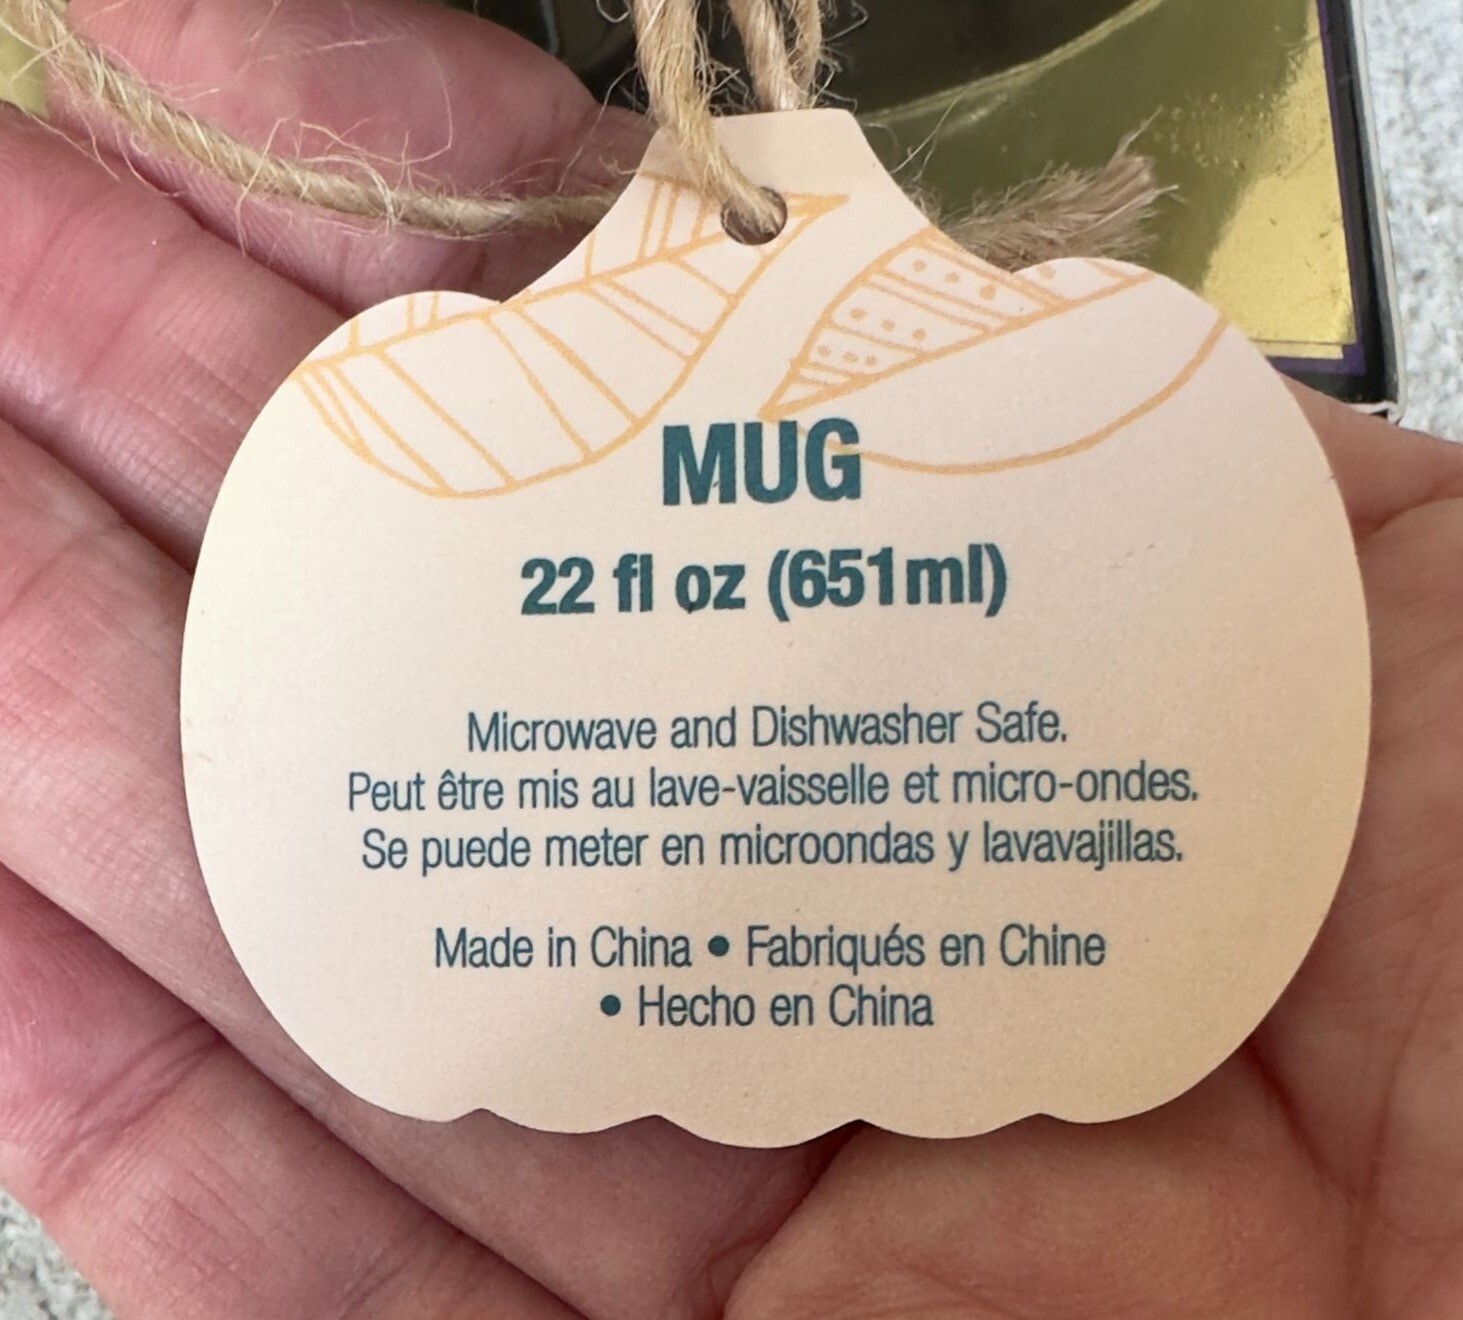 MUG
22 fl oz (651ml)
Microwave and Dishwasher Safe.
Peut être mis au lave-vaisselle et micro-ondes.
Se puede meter en microondas y lavavajillas.
Made in China • Fabriqués en Chine
• Hecho en China